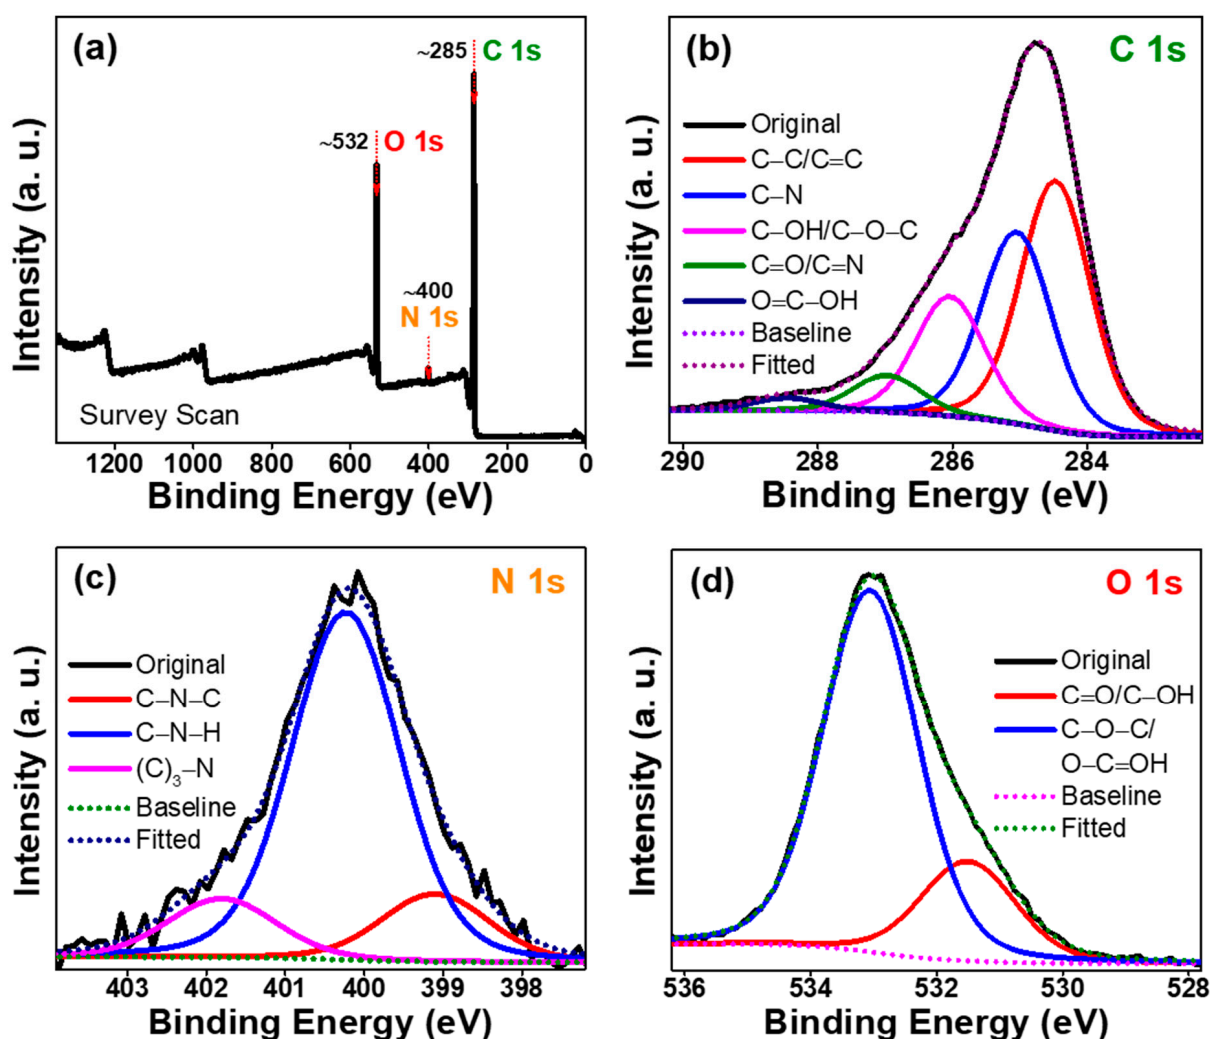 (a)
~285
C 1s
~532
O 1s
~400
N 1s
Survey Scan
Intensity (a. u.)
1200 1000 800 600 400 200 0
Binding Energy (eV)
(b)
C 1s
Original
C–C/C=C
C–N
C–OH/C–O–C
C=O/C=N
O=C–OH
Baseline
Fitted
Intensity (a. u.)
290 288 286 284
Binding Energy (eV)
(c)
N 1s
Original
C–N–C
C–N–H
(C)₃–N
Baseline
Fitted
Intensity (a. u.)
403 402 401 400 399 398
Binding Energy (eV)
(d)
O 1s
Original
C=O/C–OH
C–O–C/
O–C=OH
Baseline
Fitted
Intensity (a. u.)
536 534 532 530 528
Binding Energy (eV)